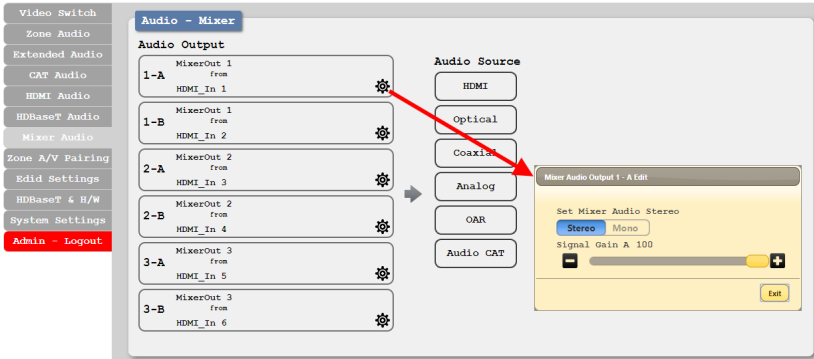 Video Switch
Zone Audio
Extended Audio
CAT Audio
HDMI Audio
HDBaseT Audio
Mixer Audio
Zone A/V Pairing
Edid Settings
HDBaseT & H/W
System Settings
Admin - Logout
Audio - Mixer
Audio Output
1-A
MixerOut 1
from
HDMI_In 1
1-B
MixerOut 1
from
HDMI_In 2
2-A
MixerOut 2
from
HDMI_In 3
2-B
MixerOut 2
from
HDMI_In 4
3-A
MixerOut 3
from
HDMI_In 5
3-B
MixerOut 3
from
HDMI_In 6
Audio Source
HDMI
Optical
Coaxial
Analog
OAR
Audio CAT
Mixer Audio Output 1 - A Edit
Set Mixer Audio Stereo
Stereo Mono
Signal Gain A 100
Exit